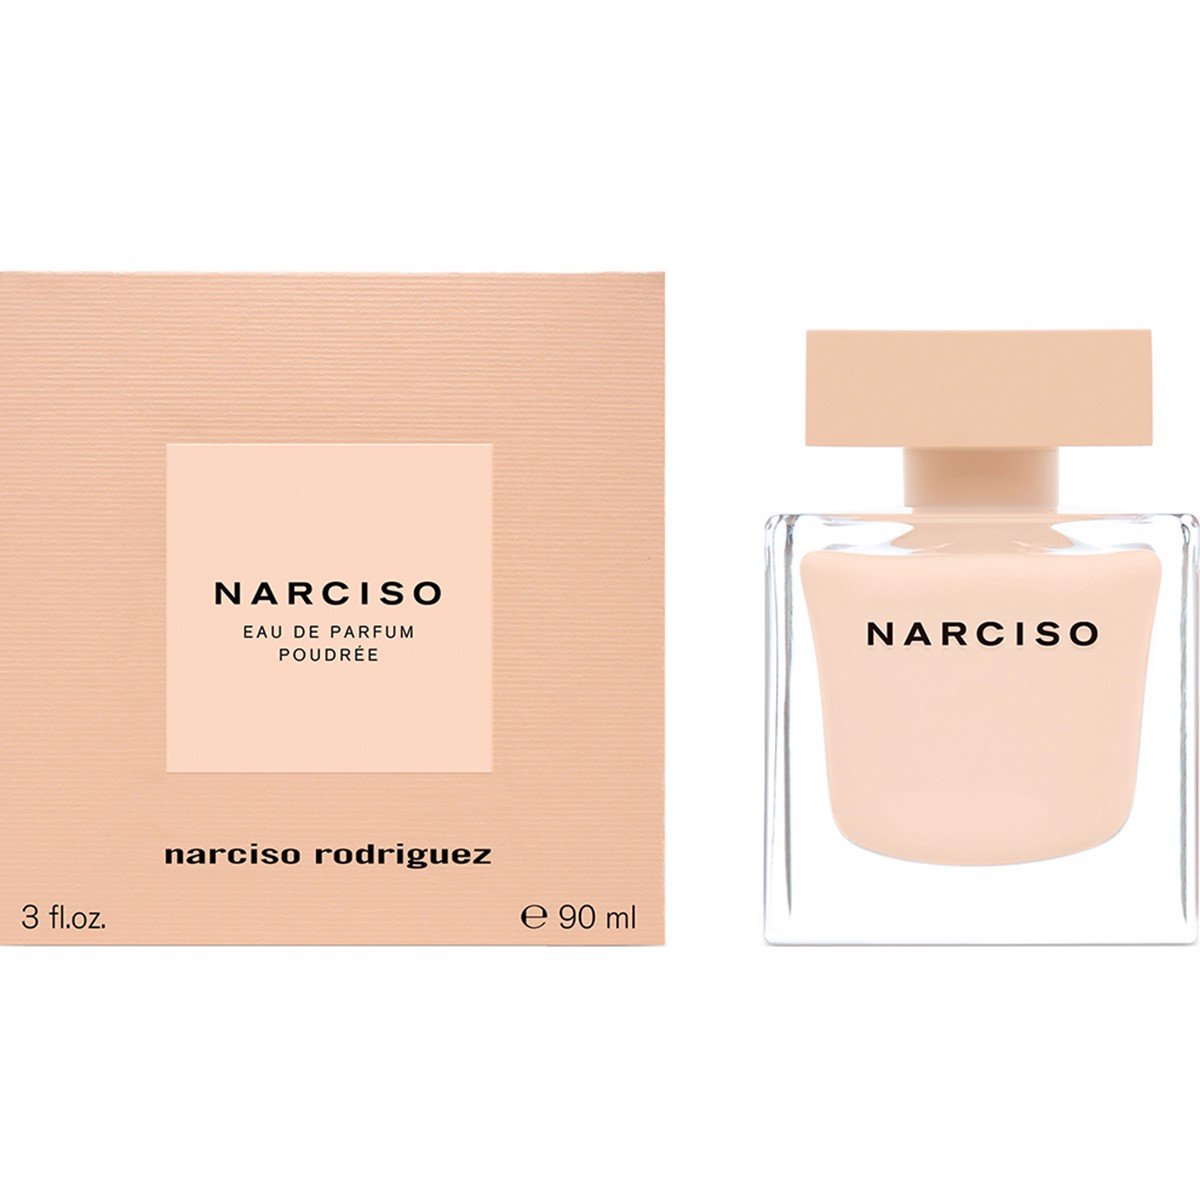 NARCISO
EAU DE PARFUM
POUDRÉE
narciso rodriguez
3 fl.oz.
℮ 90 ml
NARCISO